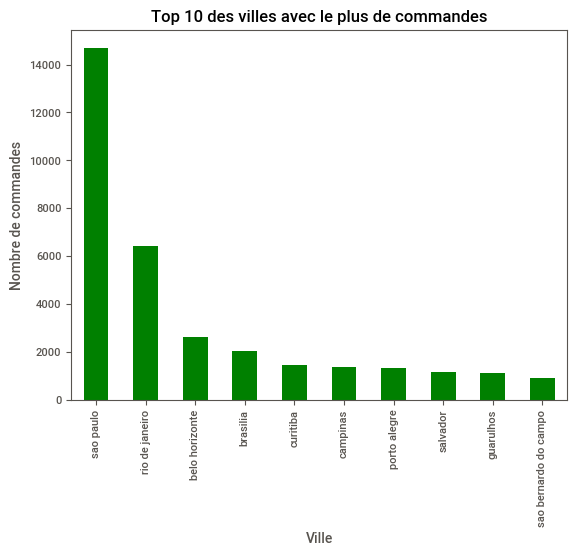 Top 10 des villes avec le plus de commandes
Nombre de commandes
14000
12000
10000
8000
6000
4000
2000
0
sao paulo
rio de janeiro
belo horizonte
brasilia
curitiba
campinas
porto alegre
salvador
guarulhos
sao bernardo do campo
Ville